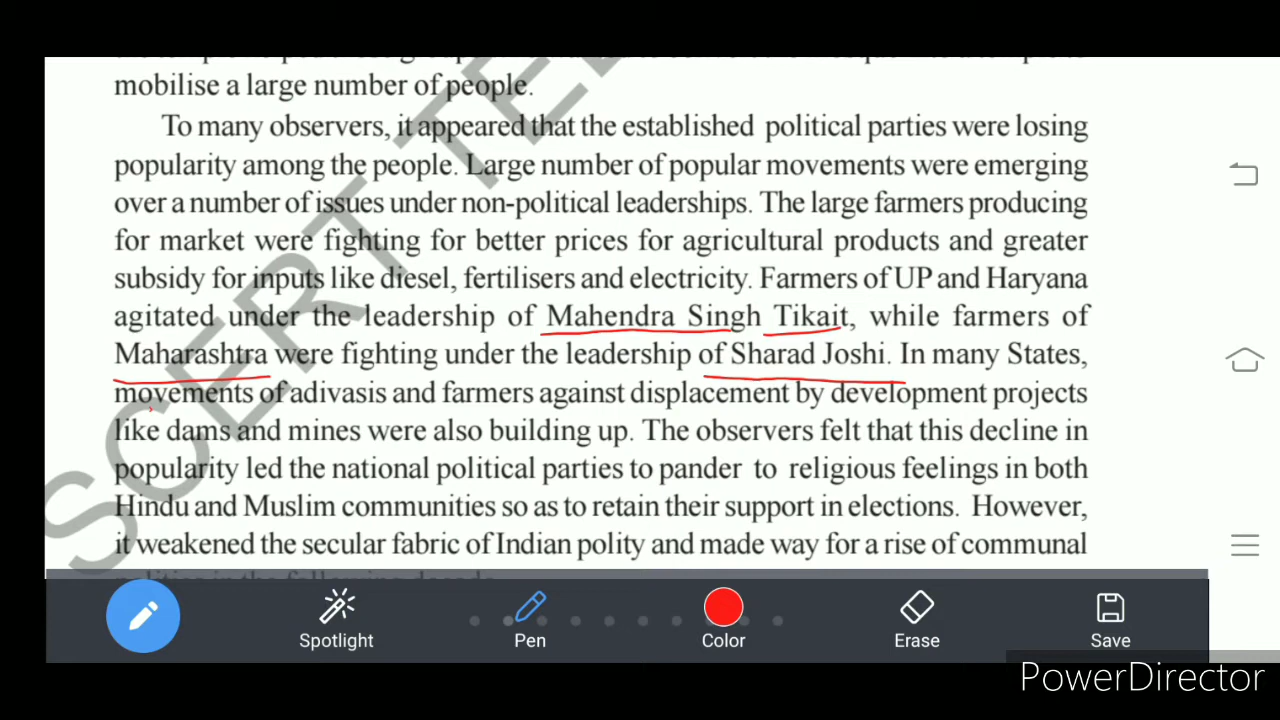 mobilise a large number of people.
To many observers, it appeared that the established political parties were losing
popularity among the people. Large number of popular movements were emerging
over a number of issues under non-political leaderships. The large farmers producing
for market were fighting for better prices for agricultural products and greater
subsidy for inputs like diesel, fertilisers and electricity. Farmers of UP and Haryana
agitated under the leadership of Mahendra Singh Tikait, while farmers of
Maharashtra were fighting under the leadership of Sharad Joshi. In many States,
movements of adivasis and farmers against displacement by development projects
like dams and mines were also building up. The observers felt that this decline in
popularity led the national political parties to pander to religious feelings in both
Hindu and Muslim communities so as to retain their support in elections. However,
it weakened the secular fabric of Indian polity and made way for a rise of communal
politics in the following decade.
SCERT TE
Spotlight
Pen
Color
Erase
Save
PowerDirector